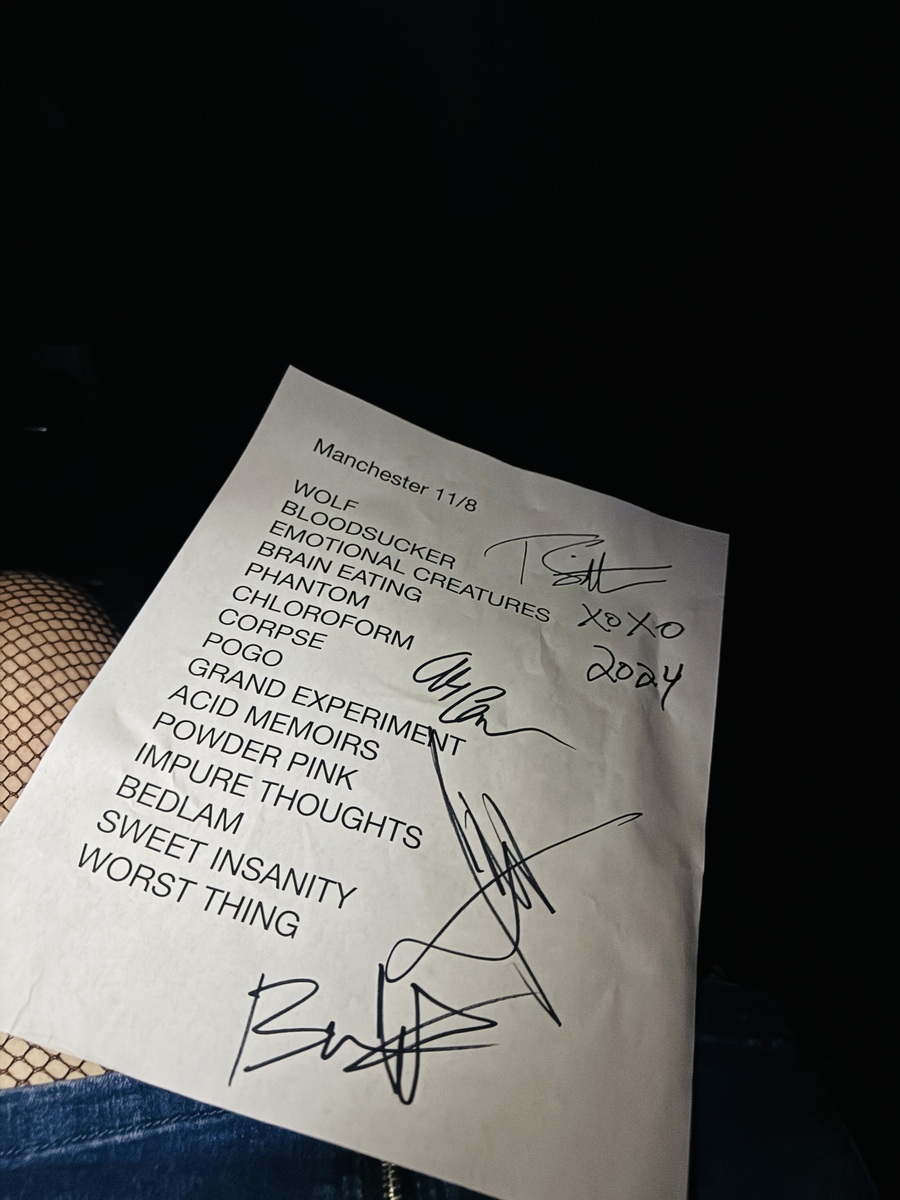 Manchester 11/8
WOLF
BLOODSUCKER
EMOTIONAL CREATURES
BRAIN EATING
PHANTOM
CHLOROFORM
CORPSE
POGO
GRAND EXPERIMENT
ACID MEMOIRS
POWDER PINK
IMPURE THOUGHTS
BEDLAM
SWEET INSANITY
WORST THING
XOXO
2024